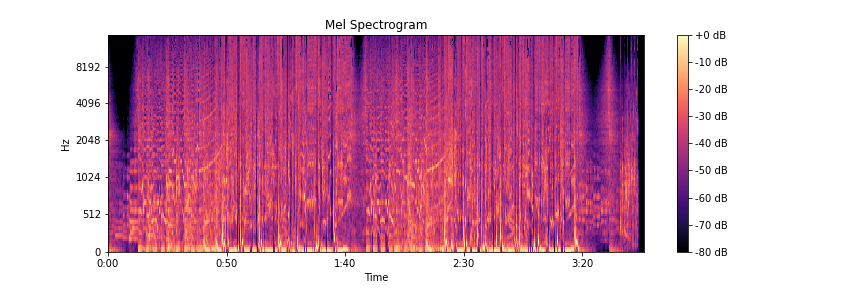 Mel Spectrogram
Hz
8192
4096
2048
1024
512
0
0:00
0:50
1:40
2:30
3:20
Time
+0 dB
-10 dB
-20 dB
-30 dB
-40 dB
-50 dB
-60 dB
-70 dB
-80 dB